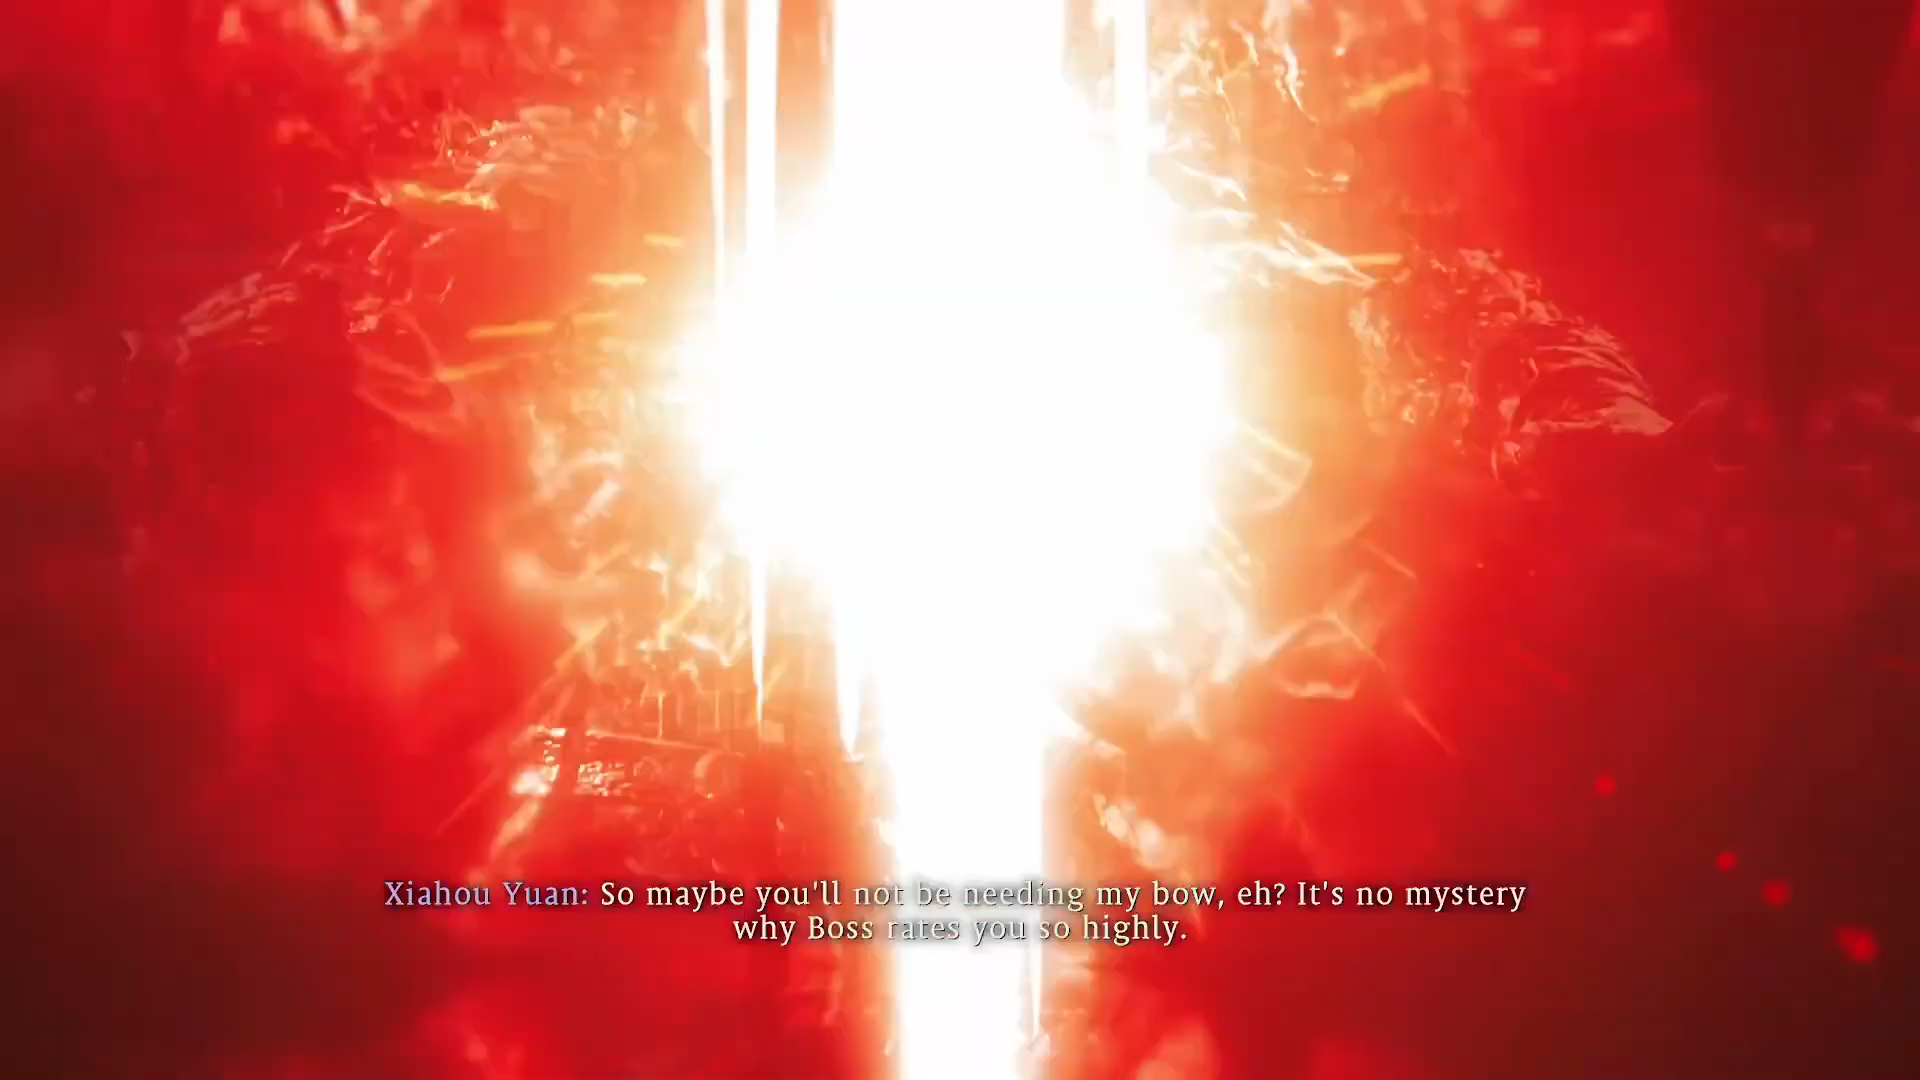 Xiahou Yuan: So maybe you'll not be needing my bow, eh? It's no mystery
why Boss rates you so highly.